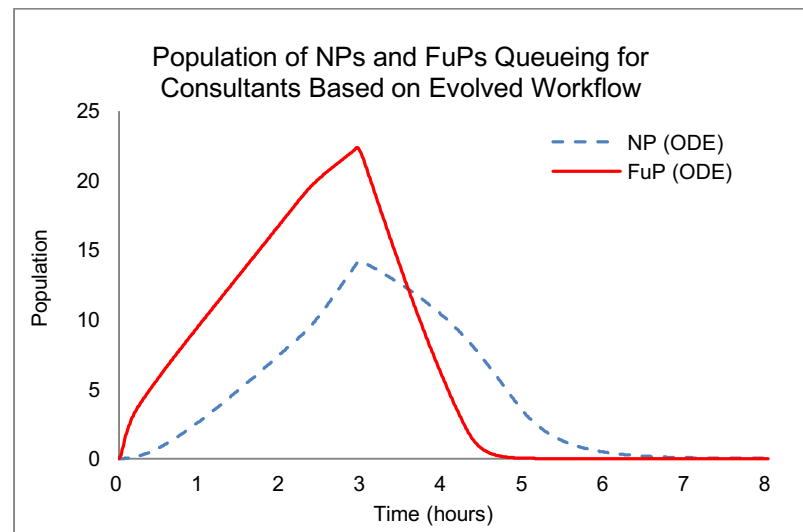 Population of NPs and FuPs Queueing for
Consultants Based on Evolved Workflow
25
20
15
10
5
0
Population
NP (ODE)
FuP (ODE)
0 1 2 3 4 5 6 7 8
Time (hours)